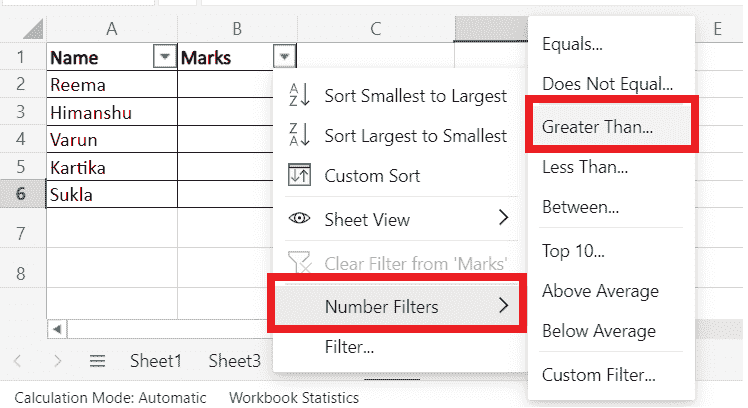 A B C E
1 Name Marks
2 Reema
3 Himanshu
4 Varun
5 Kartika
6 Sukla
7
8
Sort Smallest to Largest
Sort Largest to Smallest
Custom Sort
Sheet View
Clear Filter from 'Marks'
Number Filters
Filter...
Equals...
Does Not Equal...
Greater Than...
Less Than...
Between...
Top 10...
Above Average
Below Average
Custom Filter...
Sheet1 Sheet3
Calculation Mode: Automatic Workbook Statistics